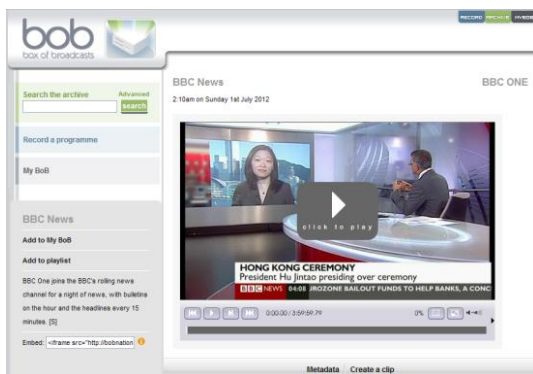 bob
box of broadcasts
RECORD ARCHIVE MYBOB
Search the archive
Advanced
search
Record a programme
My BoB
BBC News
Add to My BoB
Add to playlist
BBC One joins the BBC's rolling news
channel for a night of news, with bulletins
on the hour and the headlines every 15
minutes. [S]
Embed: <iframe src="http://bobnation
BBC News
BBC ONE
2:10am on Sunday 1st July 2012
click to play
HONG KONG CEREMONY
President Hu Jintao presiding over ceremony
BBC NEWS 04:08 UROZONE BAILOUT FUNDS TO HELP BANKS, A CONC
0:00:00 / 3:59:59.79
0%
Metadata Create a clip